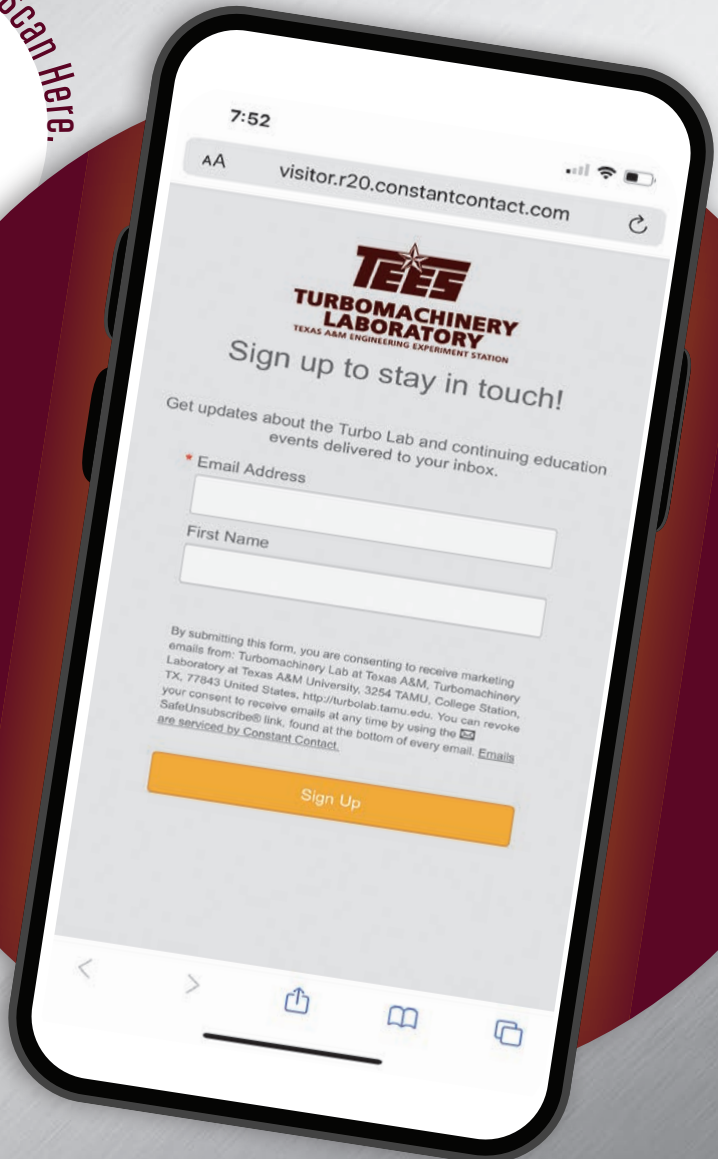 Scan Here.
7:52
AA visitor.r20.constantcontact.com
TEES
TURBOMACHINERY
LABORATORY
TEXAS A&M ENGINEERING EXPERIMENT STATION
Sign up to stay in touch!
Get updates about the Turbo Lab and continuing education
events delivered to your inbox.
* Email Address
First Name
By submitting this form, you are consenting to receive marketing
emails from: Turbomachinery Lab at Texas A&M, Turbomachinery
Laboratory at Texas A&M University, 3254 TAMU, College Station,
TX, 77843 United States, http://turbolab.tamu.edu. You can revoke
your consent to receive emails at any time by using the
SafeUnsubscribe® link, found at the bottom of every email. Emails
are serviced by Constant Contact.
Sign Up